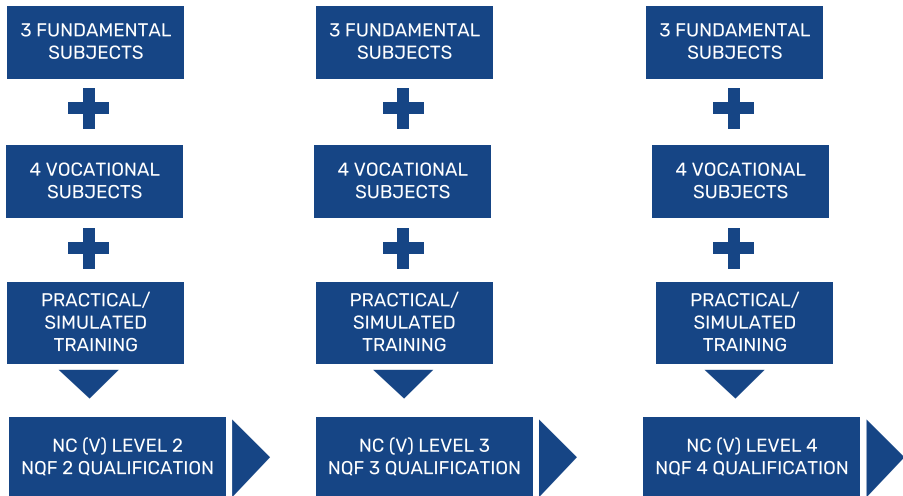 3 FUNDAMENTAL
SUBJECTS
4 VOCATIONAL
SUBJECTS
PRACTICAL/
SIMULATED
TRAINING
NC (V) LEVEL 2
NQF 2 QUALIFICATION
3 FUNDAMENTAL
SUBJECTS
4 VOCATIONAL
SUBJECTS
PRACTICAL/
SIMULATED
TRAINING
NC (V) LEVEL 3
NQF 3 QUALIFICATION
3 FUNDAMENTAL
SUBJECTS
4 VOCATIONAL
SUBJECTS
PRACTICAL/
SIMULATED
TRAINING
NC (V) LEVEL 4
NQF 4 QUALIFICATION